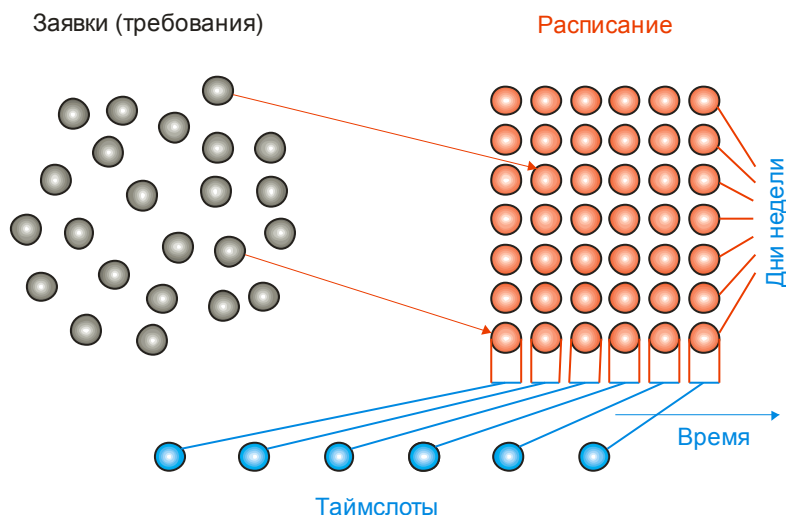 Заявки (требования)
Расписание
Дни недели
Время
Таймслоты